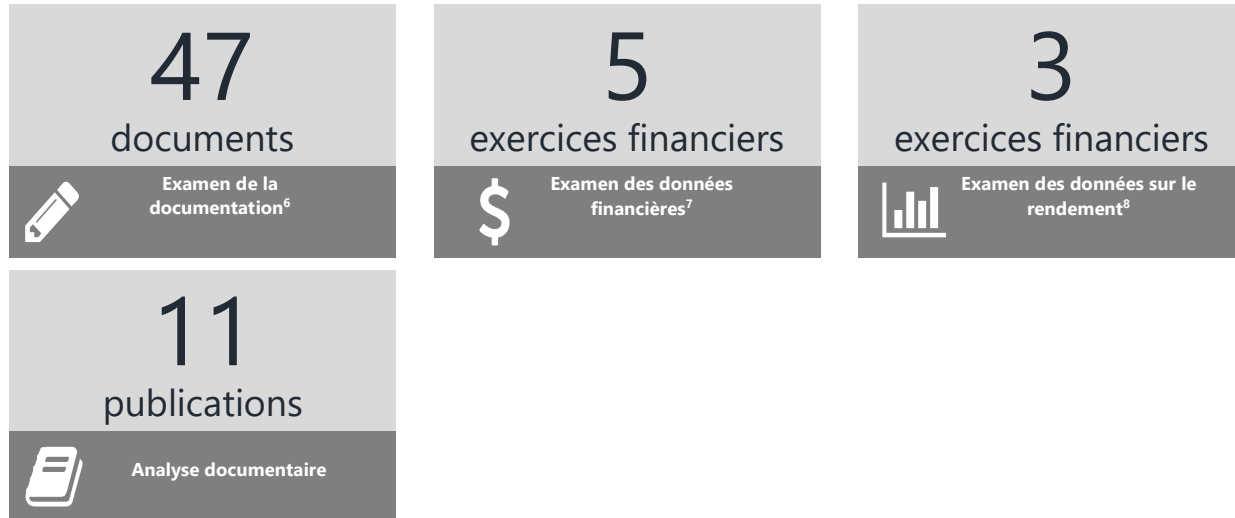 47
documents
Examen de la
documentation⁶
5
exercices financiers
Examen des données
financières⁷
3
exercices financiers
Examen des données sur le
rendement⁸
11
publications
Analyse documentaire